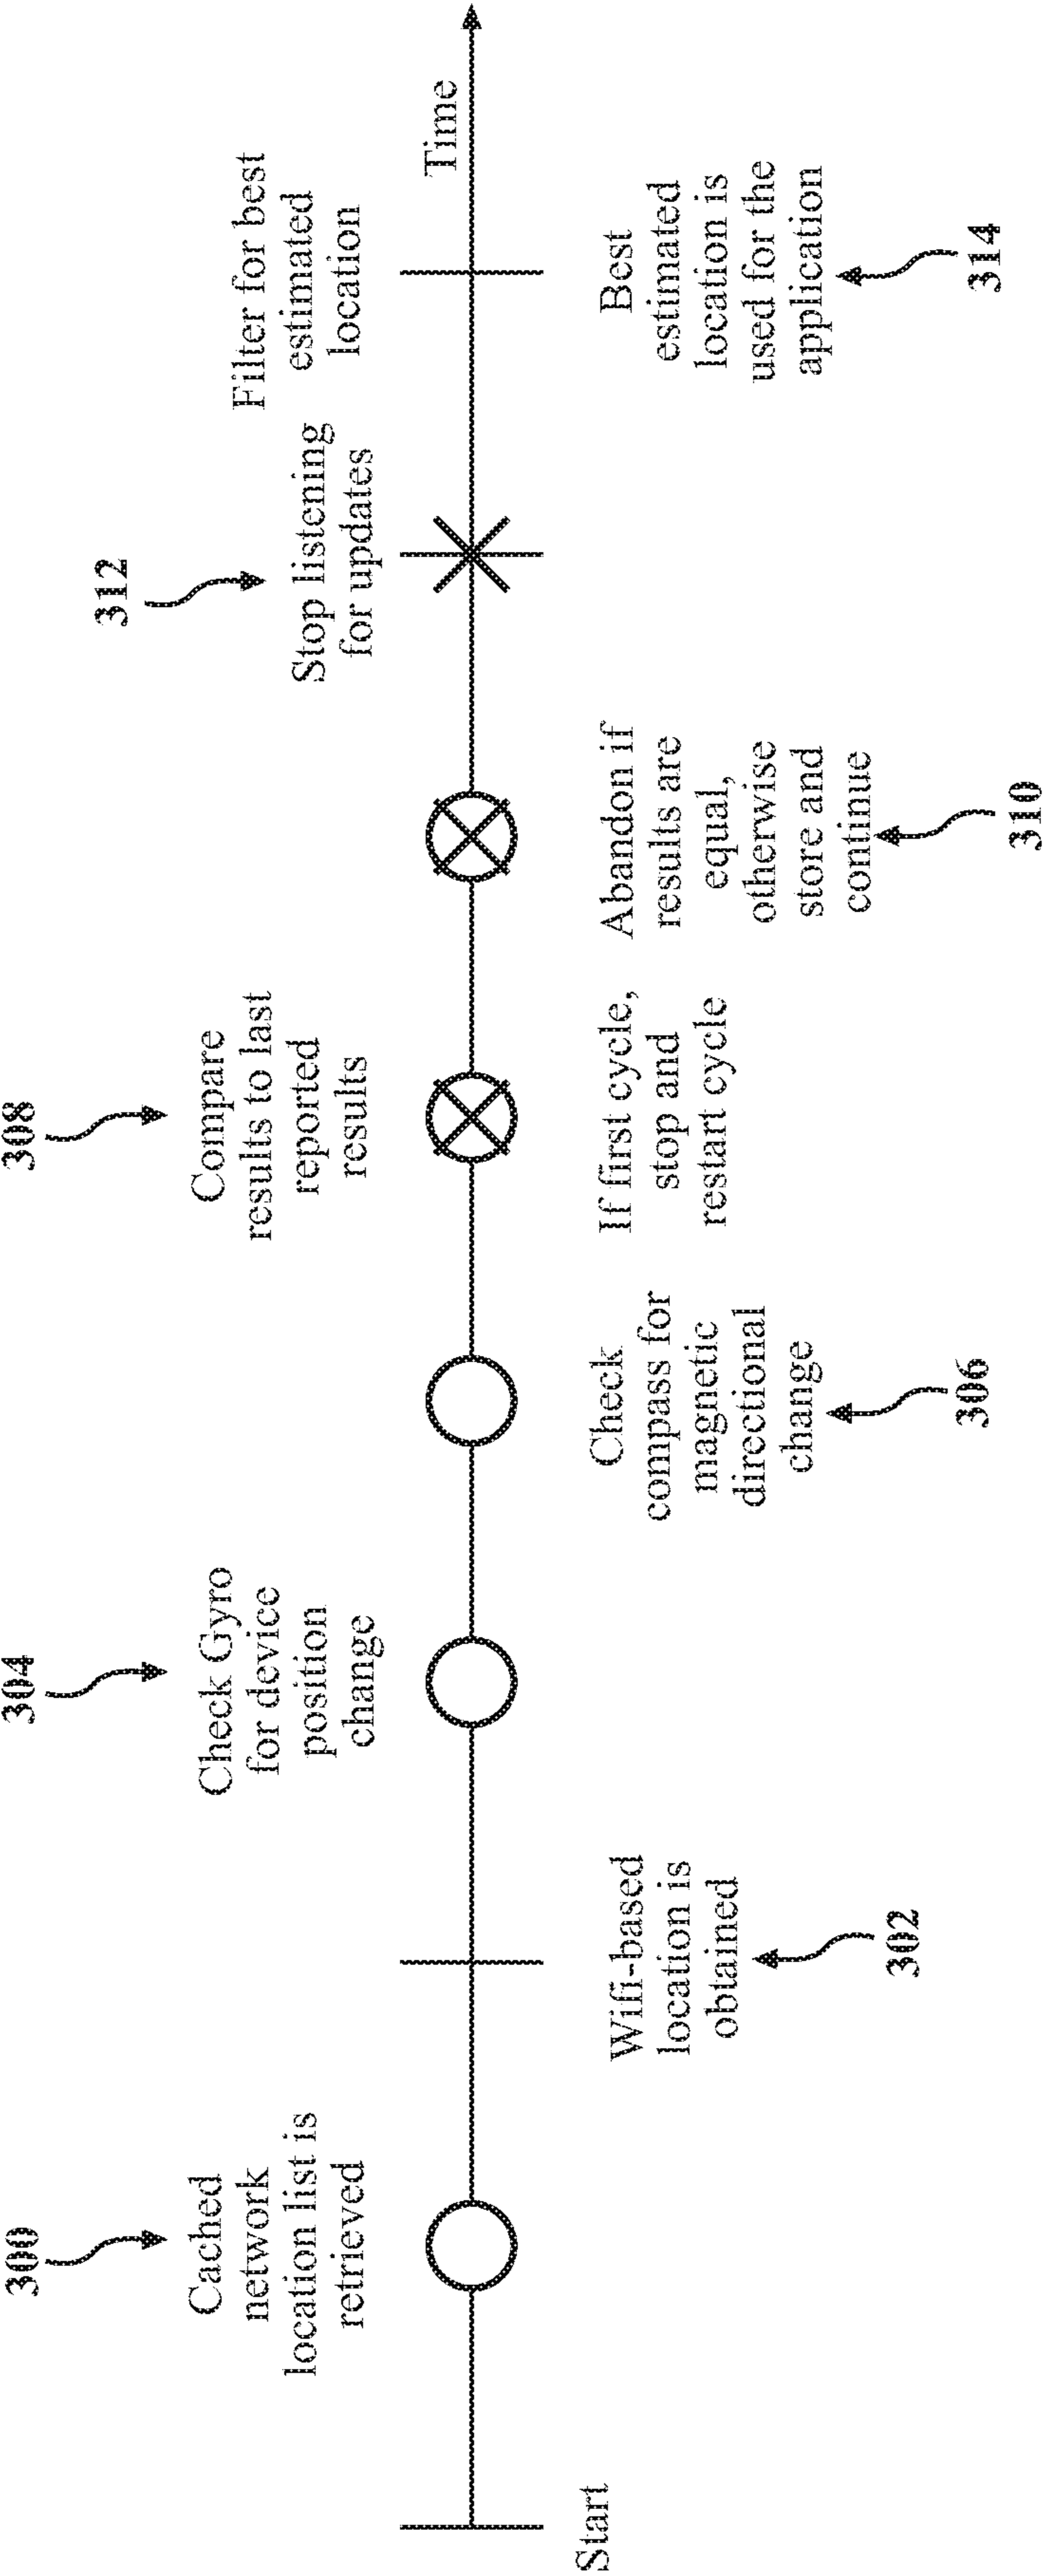 300
Cached
network
location list is
retrieved
304
Check Gyro
for device
position
change
308
Compare
results to last
reported
results
312
Stop listening
for updates
Filter for best
estimated
location
Time
Start
Wifi-based
location is
obtained
302
Check
compass for
magnetic
directional
change
306
If first cycle,
stop and
restart cycle
Abandon if
results are
equal,
otherwise
store and
continue
310
Best
estimated
location is
used for the
application
314